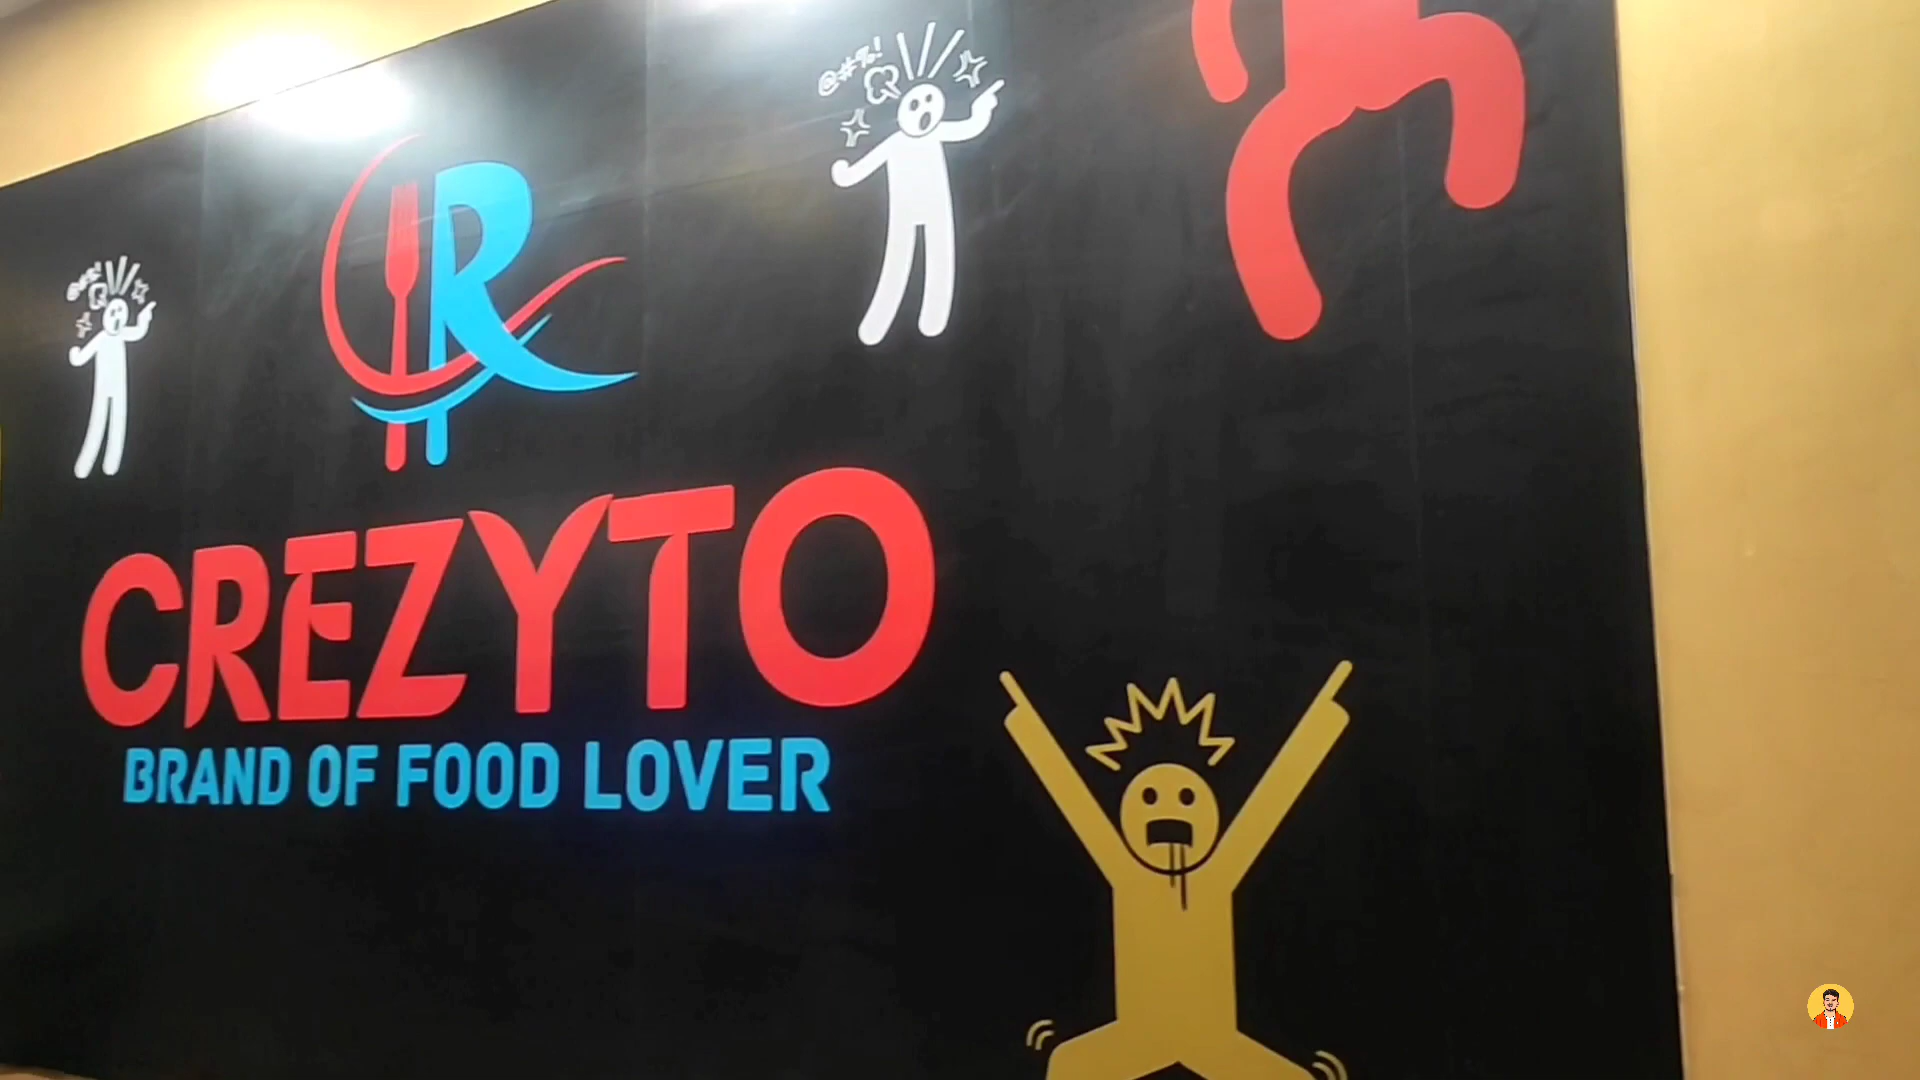 @#%!
@#%!
R
CREZYTO
BRAND OF FOOD LOVER